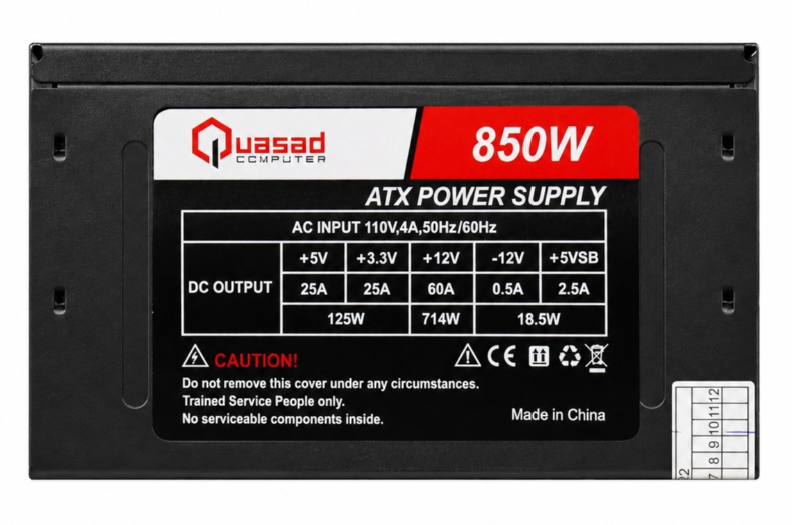 Quasad
COMPUTER
850W
ATX POWER SUPPLY
AC INPUT 110V,4A,50Hz/60Hz
DC OUTPUT +5V +3.3V +12V -12V +5VSB
25A 25A 60A 0.5A 2.5A
125W 714W 18.5W
CAUTION!
Do not remove this cover under any circumstances.
Trained Service People only.
No serviceable components inside.
CE
Made in China
7 8 9 10 11 12
22